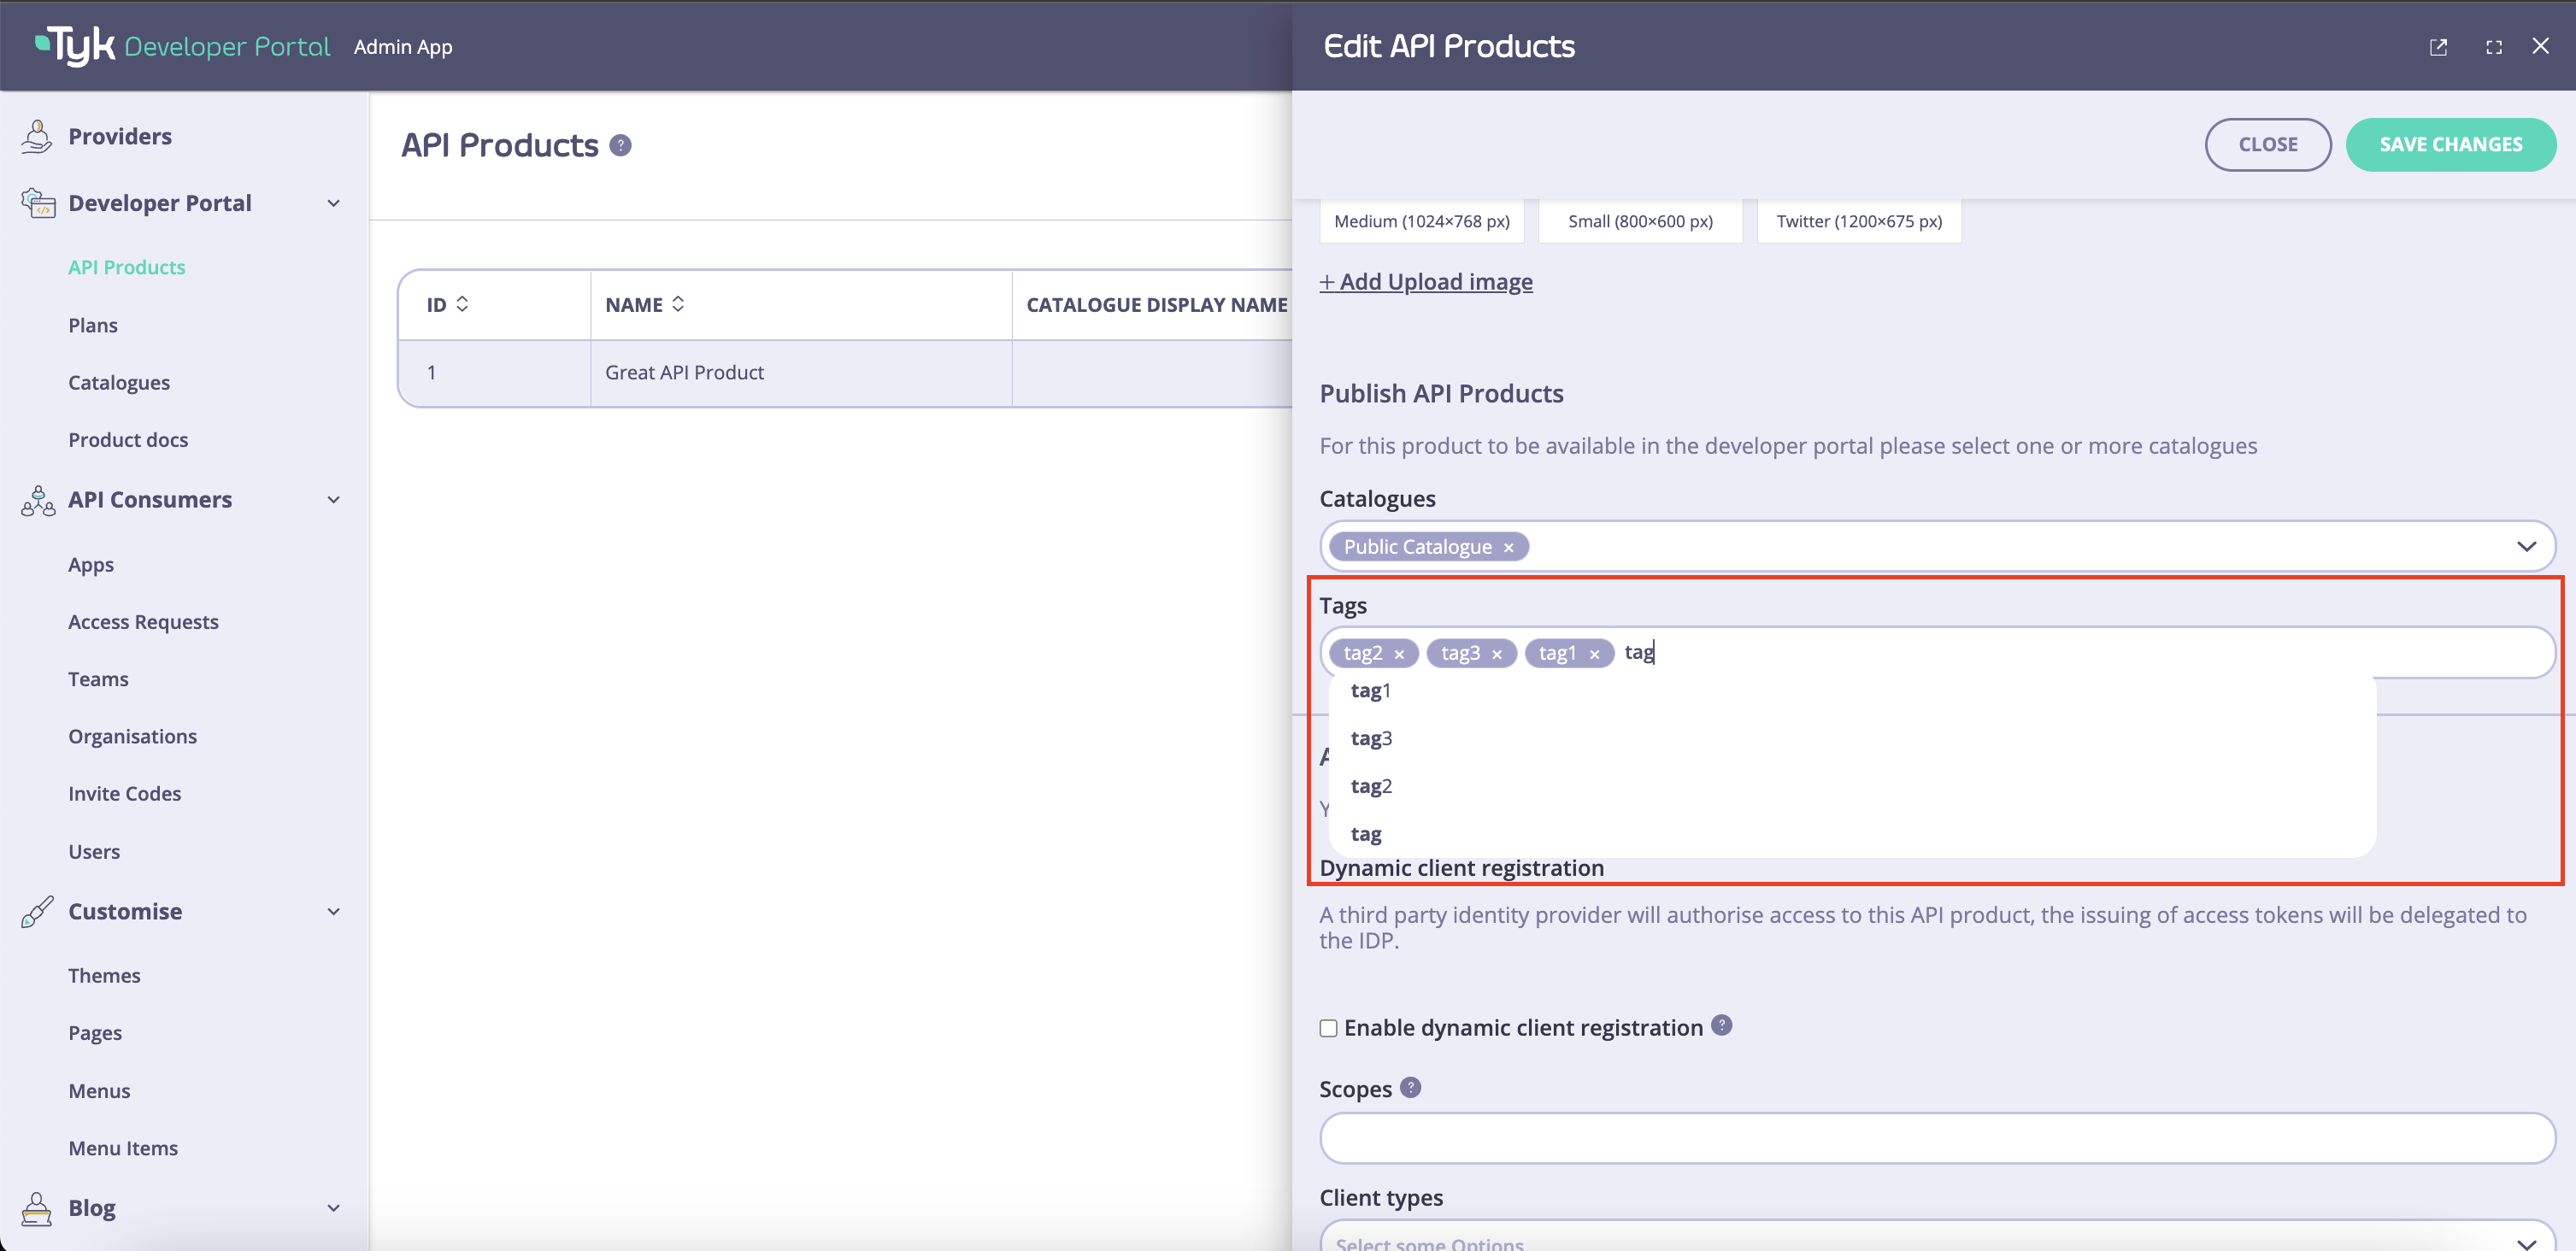 Tyk Developer Portal Admin App
Providers
Developer Portal
API Products
Plans
Catalogues
Product docs
API Consumers
Apps
Access Requests
Teams
Organisations
Invite Codes
Users
Customise
Themes
Pages
Menus
Menu Items
Blog
API Products ?
ID NAME CATALOGUE DISPLAY NAME
1 Great API Product
Edit API Products
CLOSE SAVE CHANGES
Medium (1024×768 px) Small (800×600 px) Twitter (1200×675 px)
+ Add Upload image
Publish API Products
For this product to be available in the developer portal please select one or more catalogues
Catalogues
Public Catalogue ×
Tags
tag2 × tag3 × tag1 × tag
tag1
tag3
tag2
tag
Dynamic client registration
A third party identity provider will authorise access to this API product, the issuing of access tokens will be delegated to
the IDP.
Enable dynamic client registration ?
Scopes ?
Client types
Select some Options